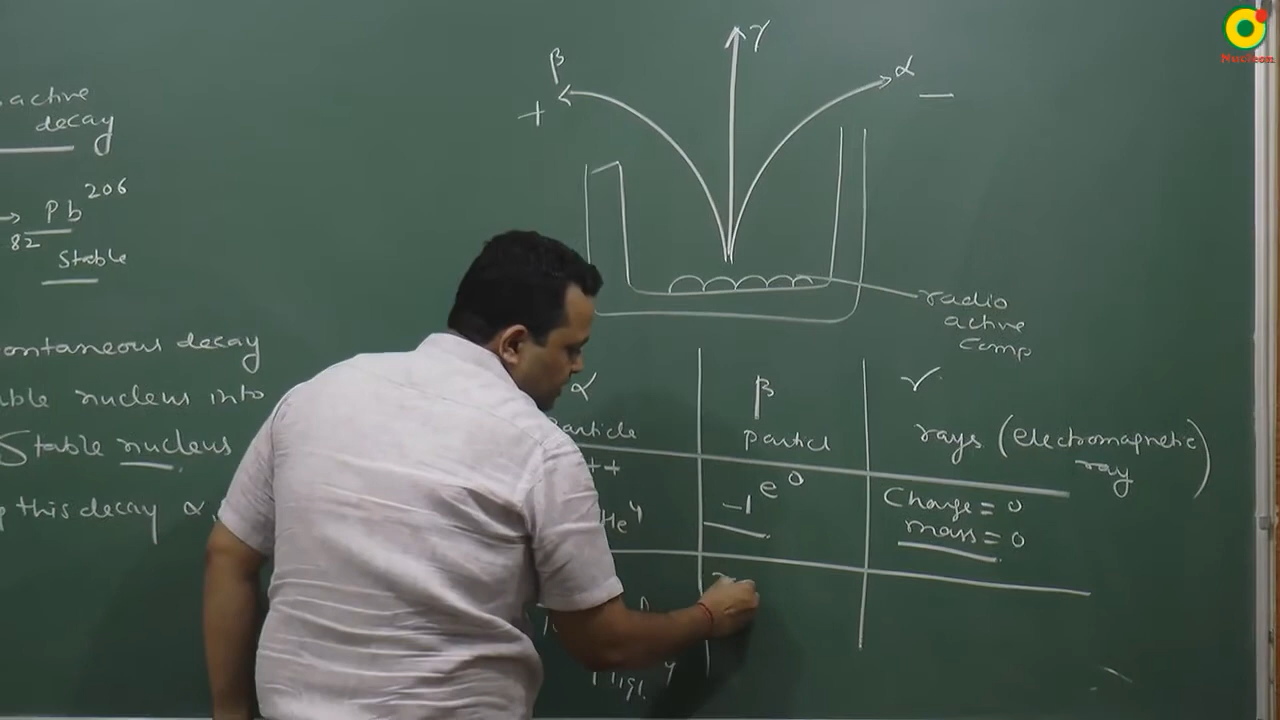 Nucleon
active
decay
Pb 206
82
Stable
ontaneous decay
nucleus into
Stable nucleus
this decay α
β
+
γ
α
—
radio
active
Comp
α
β
γ
particle
particl
rays (electromagnetic
ray)
++
He 4
-1 e 0
Charge = 0
mass = 0